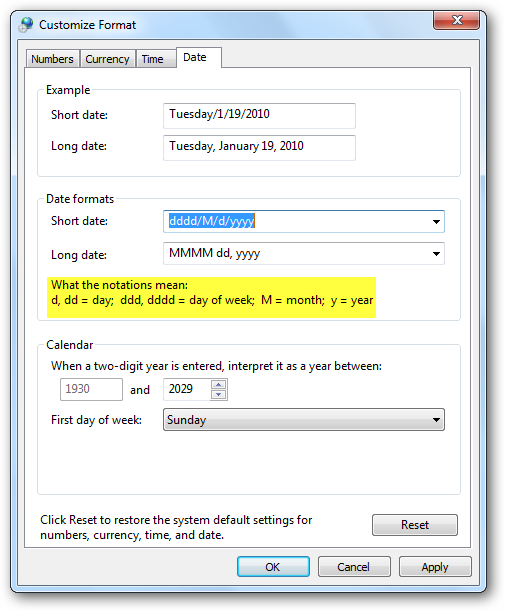 Customize Format
Numbers Currency Time Date
Example
Short date: Tuesday/1/19/2010
Long date: Tuesday, January 19, 2010
Date formats
Short date: dddd/M/d/yyyy
Long date: MMMM dd, yyyy
What the notations mean:
d, dd = day; ddd, dddd = day of week; M = month; y = year
Calendar
When a two-digit year is entered, interpret it as a year between:
1930 and 2029
First day of week: Sunday
Click Reset to restore the system default settings for
numbers, currency, time, and date.
Reset
OK Cancel Apply